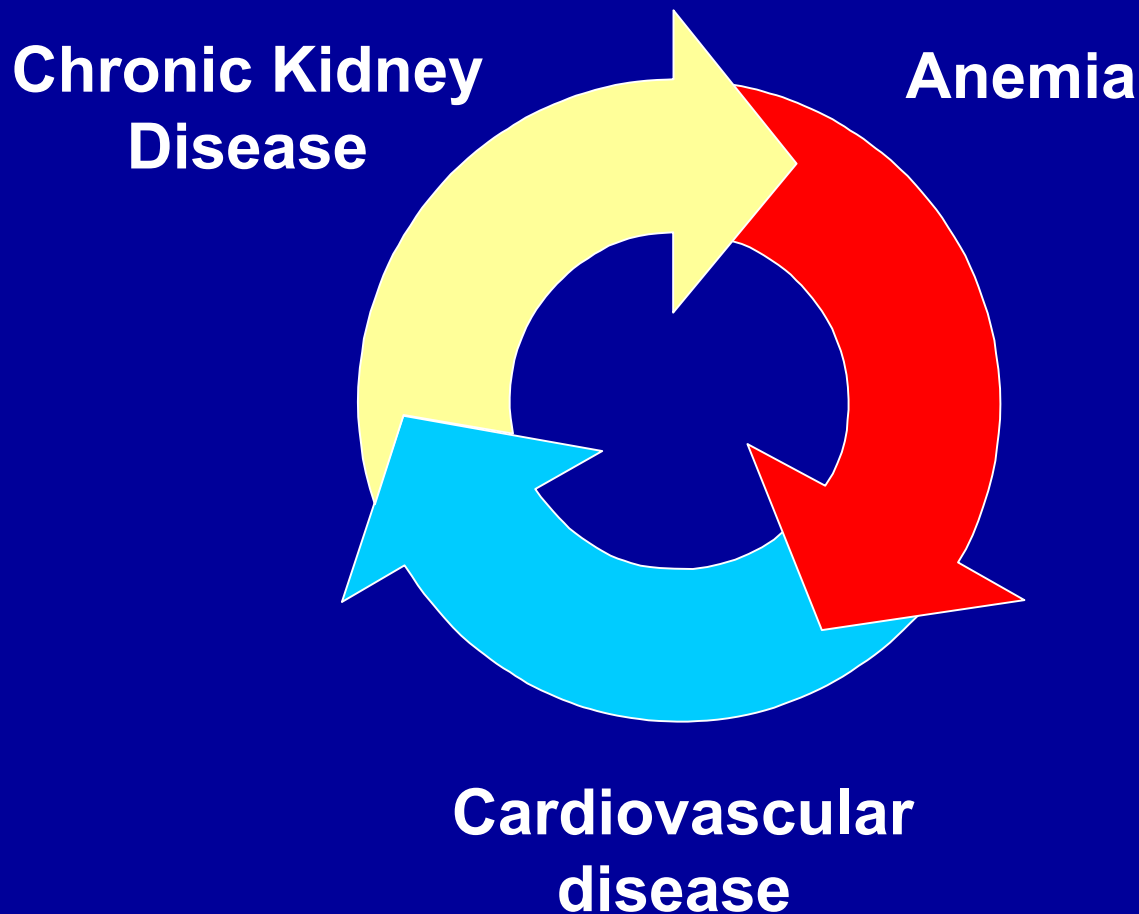 Chronic Kidney
Disease
Anemia
Cardiovascular
disease